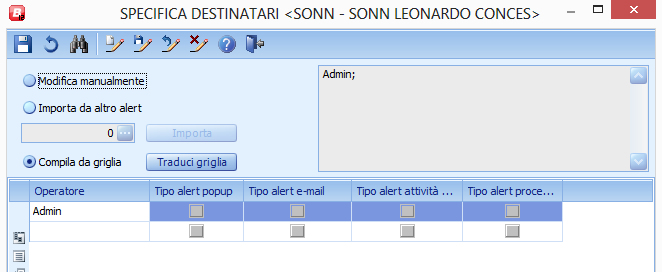 SPECIFICA DESTINATARI <SONN - SONN LEONARDO CONCES>
Modifica manualmente
Importa da altro alert
0 ... Importa
Compila da griglia Traduci griglia
Admin;
Operatore Tipo alert popup Tipo alert e-mail Tipo alert attività ... Tipo alert proce...
Admin